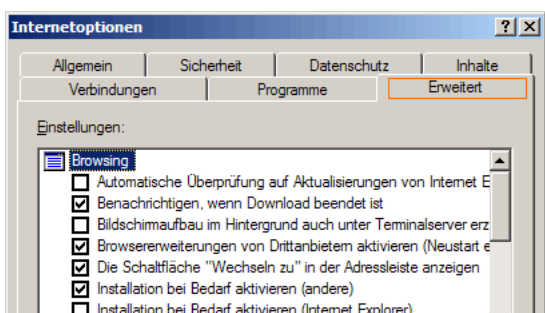 Internetoptionen
Allgemein Sicherheit Datenschutz Inhalte
Verbindungen Programme Erweitert
Einstellungen:
Browsing
Automatische Überprüfung auf Aktualisierungen von Internet E
Benachrichtigen, wenn Download beendet ist
Bildschirmaufbau im Hintergrund auch unter Terminalserver erz
Browsererweiterungen von Drittanbietern aktivieren (Neustart e
Die Schaltfläche "Wechseln zu" in der Adressleiste anzeigen
Installation bei Bedarf aktivieren (andere)
Installation bei Bedarf aktivieren (Internet Explorer)